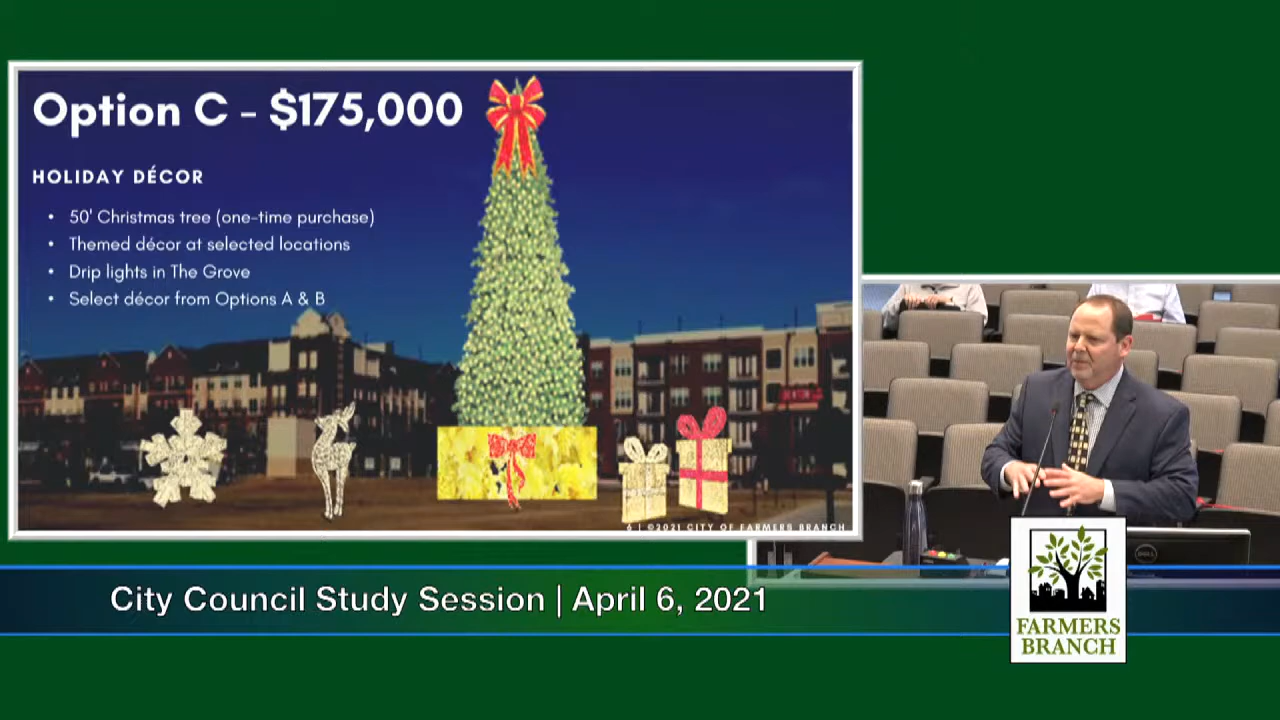 Option C - $175,000
HOLIDAY DÉCOR
• 50' Christmas tree (one-time purchase)
• Themed décor at selected locations
• Drip lights in The Grove
• Select décor from Options A & B
6 | ©2021 CITY OF FARMERS BRANCH
DELL
City Council Study Session | April 6, 2021
FARMERS
BRANCH